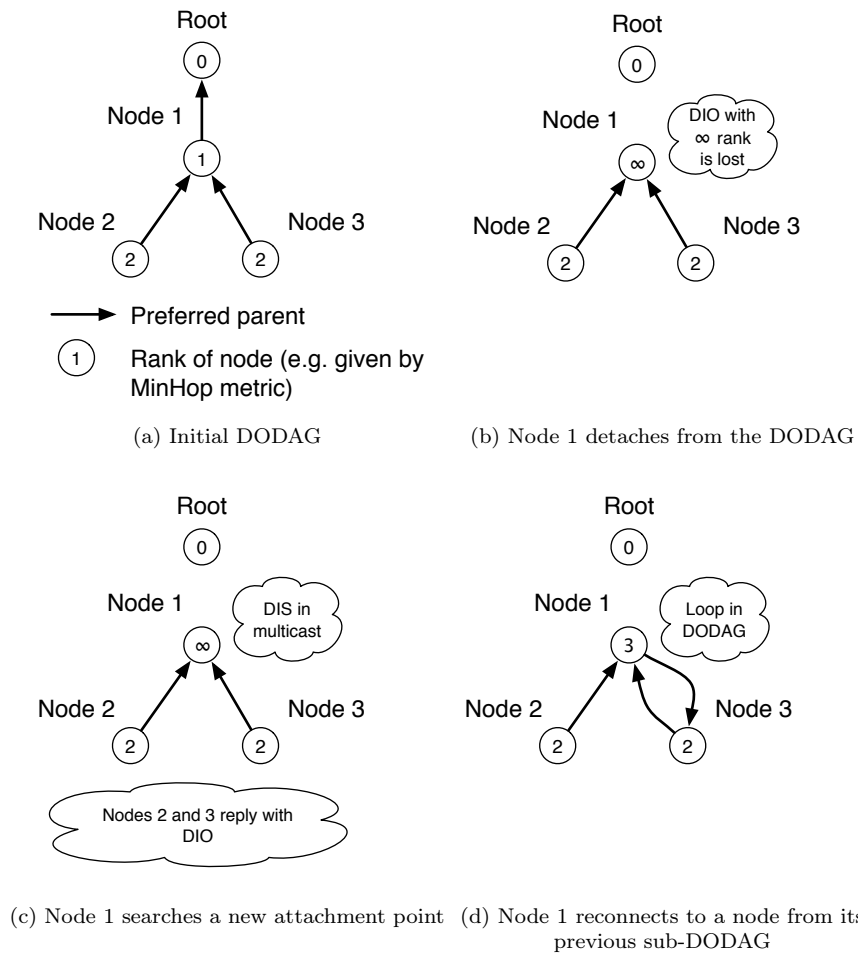 Root
0
Node 1
1
Node 2
Node 3
2
2
Preferred parent
1
Rank of node (e.g. given by
MinHop metric)
(a) Initial DODAG
Root
0
Node 1
DIO with
∞ rank
is lost
∞
Node 2
Node 3
2
2
(b) Node 1 detaches from the DODAG
Root
0
Node 1
DIS in
multicast
∞
Node 2
Node 3
2
2
Nodes 2 and 3 reply with
DIO
(c) Node 1 searches a new attachment point
Root
0
Node 1
Loop in
DODAG
3
Node 2
Node 3
2
2
(d) Node 1 reconnects to a node from its
previous sub-DODAG